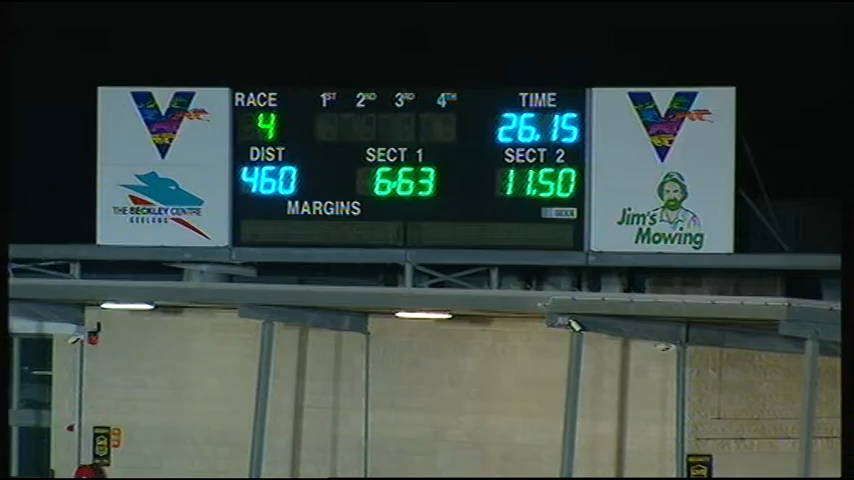 RACE 1ST 2ND 3RD 4TH TIME
4 26.15
DIST SECT 1 SECT 2
460 6.63 11.50
MARGINS
THE BECKLEY CENTRE
GEELONG
Jim's
Mowing